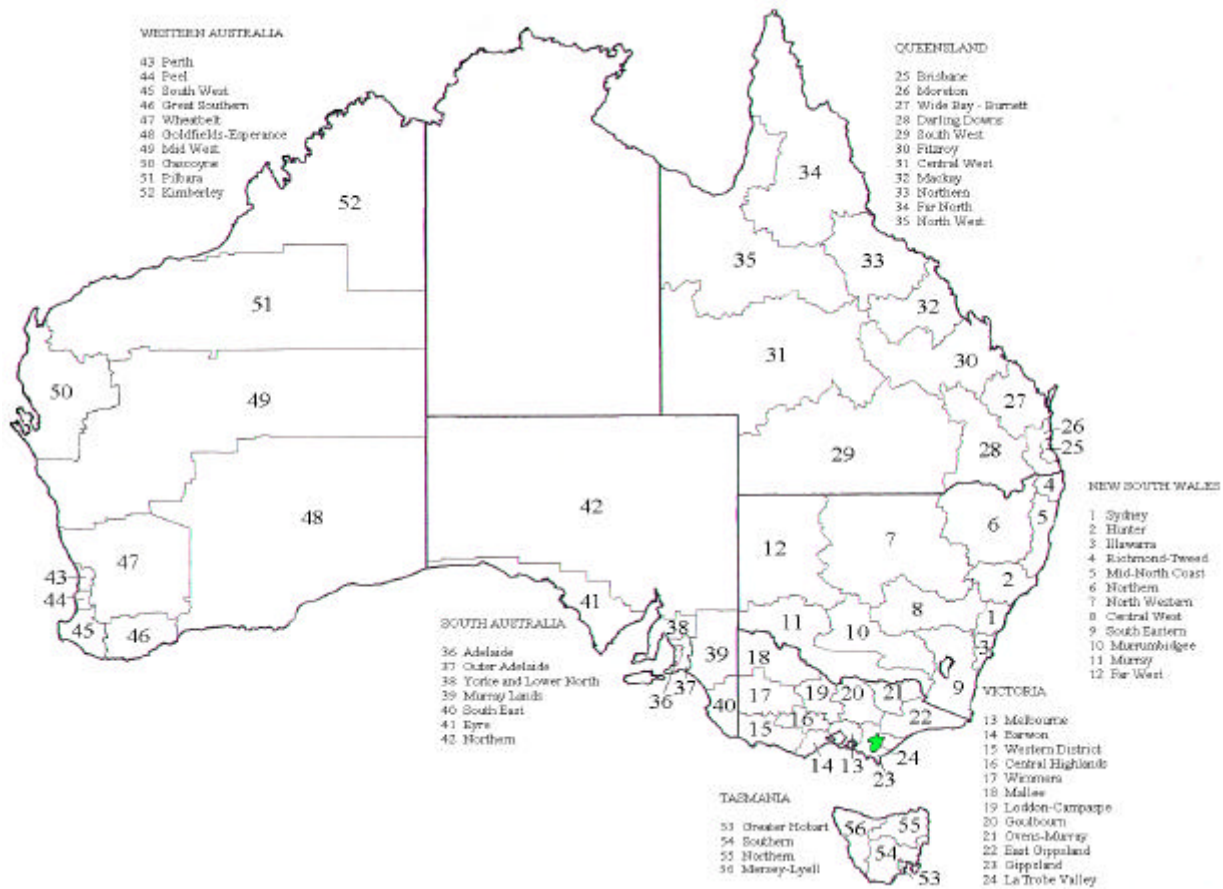 WESTERN AUSTRALIA
43 Perth
44 Peel
45 South West
46 Great Southern
47 Wheatbelt
48 Goldfields-Esperance
49 Mid West
50 Gascoyne
51 Pilbara
52 Kimberley
QUEENSLAND
25 Brisbane
26 Moreton
27 Wide Bay - Burnett
28 Darling Downs
29 South West
30 Fitzroy
31 Central West
32 Mackay
33 Northern
34 Far North
35 North West
34
52
35
33
51
32
31
30
50
49
27
26
25
28
29
4
48
42
6
5
7
12
47
43
44
2
41
8
1
11
10
45
46
38
39
3
18
9
37
36
40
17
19
20
21
22
16
15
14
13
24
23
NEW SOUTH WALES
1 Sydney
2 Hunter
3 Illawarra
4 Richmond-Tweed
5 Mid-North Coast
6 Northern
7 North Western
8 Central West
9 South Eastern
10 Murrumbidgee
11 Murray
12 Far West
SOUTH AUSTRALIA
36 Adelaide
37 Outer Adelaide
38 Yorke and Lower North
39 Murray Lands
40 South East
41 Eyre
42 Northern
VICTORIA
13 Melbourne
14 Barwon
15 Western District
16 Central Highlands
17 Wimmera
18 Mallee
19 Loddon-Campaspe
20 Goulbourn
21 Ovens-Murray
22 East Gippsland
23 Gippsland
24 La Trobe Valley
TASMANIA
53 Greater Hobart
54 Southern
55 Northern
56 Mersey-Lyell
56
55
54
53